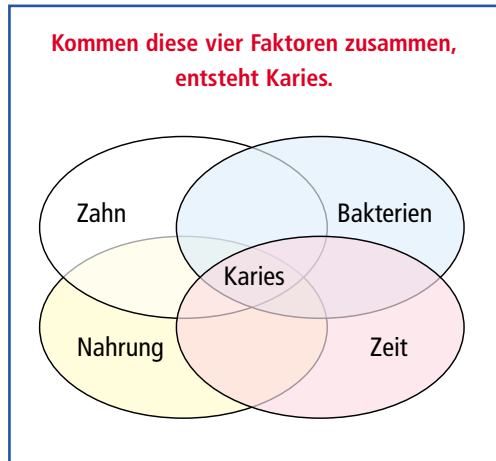 Kommen diese vier Faktoren zusammen,
entsteht Karies.
Zahn
Bakterien
Karies
Nahrung
Zeit